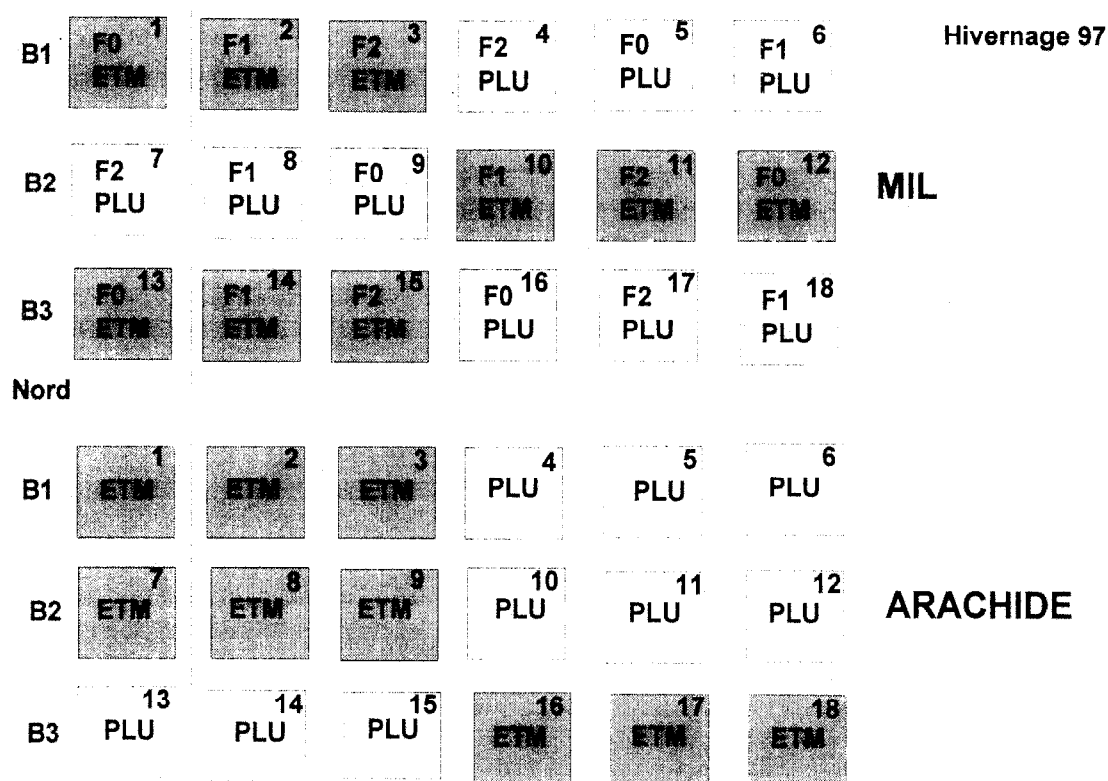 Hivernage 97
B1
F0 1
ETM
F1 2
ETM
F2 3
ETM
F2 4
PLU
F0 5
PLU
F1 6
PLU
B2
F2 7
PLU
F1 8
PLU
F0 9
PLU
F1 10
ETM
F2 11
ETM
F0 12
ETM
MIL
B3
F0 13
ETM
F1 14
ETM
F2 15
ETM
F0 16
PLU
F2 17
PLU
F1 18
PLU
Nord
B1
1
ETM
2
ETM
3
ETM
4
PLU
5
PLU
6
PLU
B2
7
ETM
8
ETM
9
ETM
10
PLU
11
PLU
12
PLU
ARACHIDE
B3
13
PLU
14
PLU
15
PLU
16
ETM
17
ETM
18
ETM